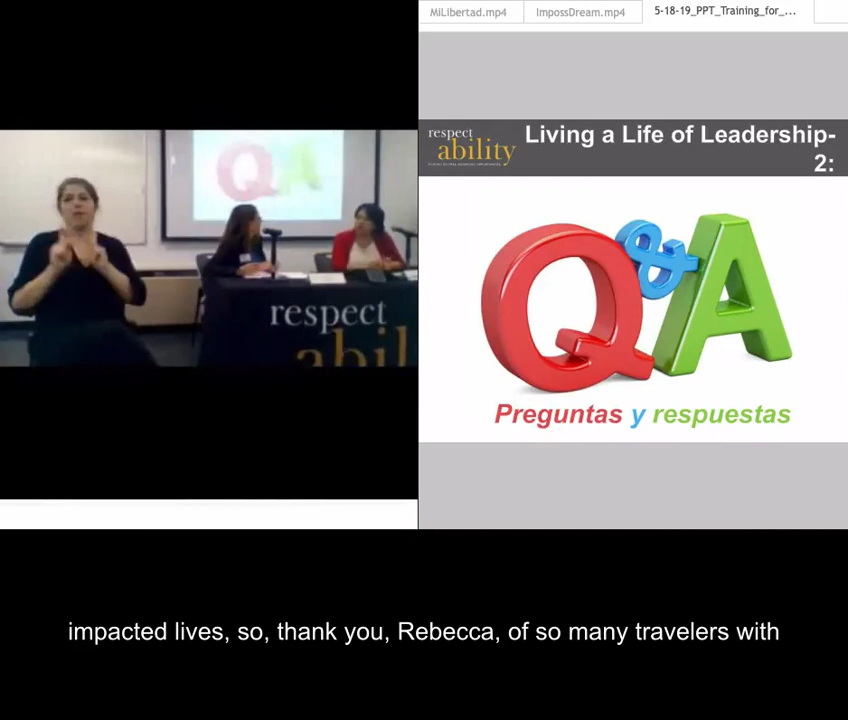 MiLibertad.mp4
ImpossDream.mp4
5-18-19_PPT_Training_for_...
respect
ability
Living a Life of Leadership-
2:
Q&A
Preguntas y respuestas
Q A
respect
abil
impacted lives, so, thank you, Rebecca, of so many travelers with